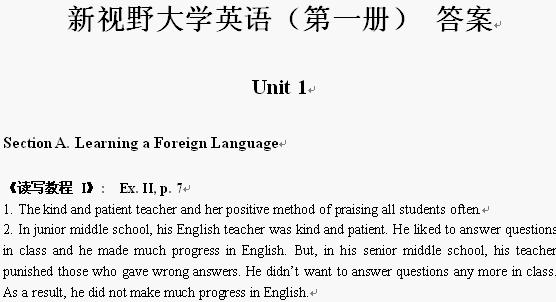 新视野大学英语（第一册） 答案
Unit 1
Section A. Learning a Foreign Language
《读写教程 I》： Ex. II, p. 7
1. The kind and patient teacher and her positive method of praising all students often
2. In junior middle school, his English teacher was kind and patient. He liked to answer questions
in class and he made much progress in English. But, in his senior middle school, his teacher
punished those who gave wrong answers. He didn’t want to answer questions any more in class.
As a result, he did not make much progress in English.